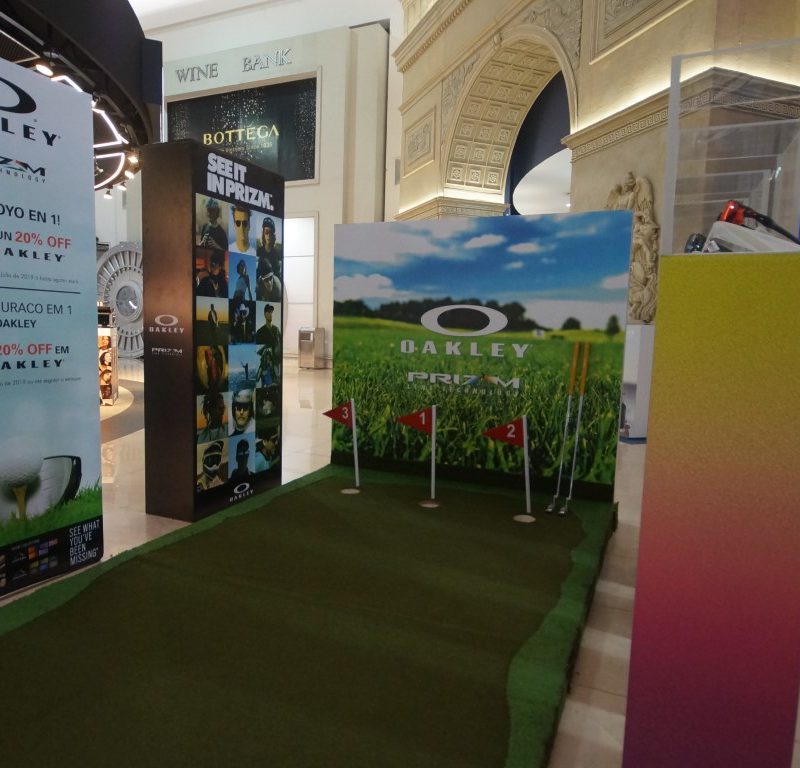 WINE BANK
BOTTEGA
OAKLEY
PRIZM
TECHNOLOGY
OYO EN 1!
UN 20% OFF
OAKLEY
URACO EM 1
OAKLEY
20% OFF EM
OAKLEY
SEE WHAT
YOU'VE
BEEN
MISSING
SEE IT
IN PRIZM.
OAKLEY
PRIZM
OAKLEY
OAKLEY
PRIZM
TECHNOLOGY
3
1
2